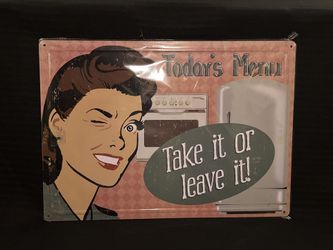 Today's Menu
Take it or
leave it!